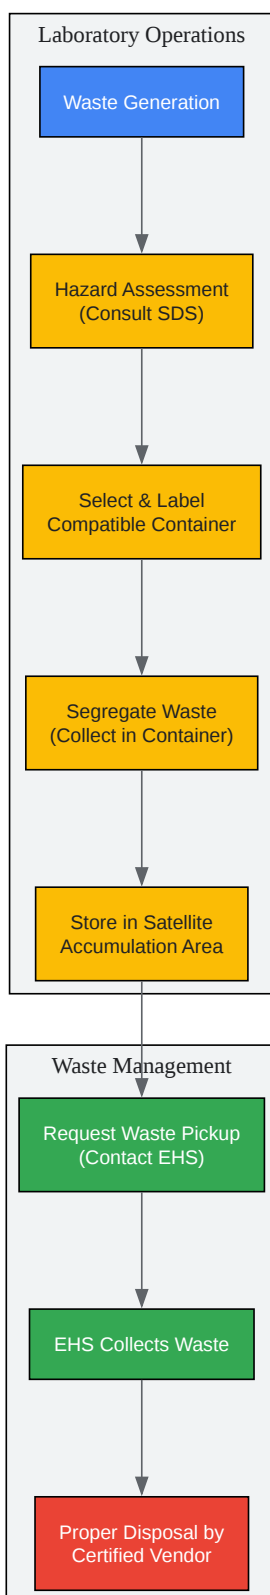 Laboratory Operations
Waste Generation
Hazard Assessment
(Consult SDS)
Select & Label
Compatible Container
Segregate Waste
(Collect in Container)
Store in Satellite
Accumulation Area
Waste Management
Request Waste Pickup
(Contact EHS)
EHS Collects Waste
Proper Disposal by
Certified Vendor